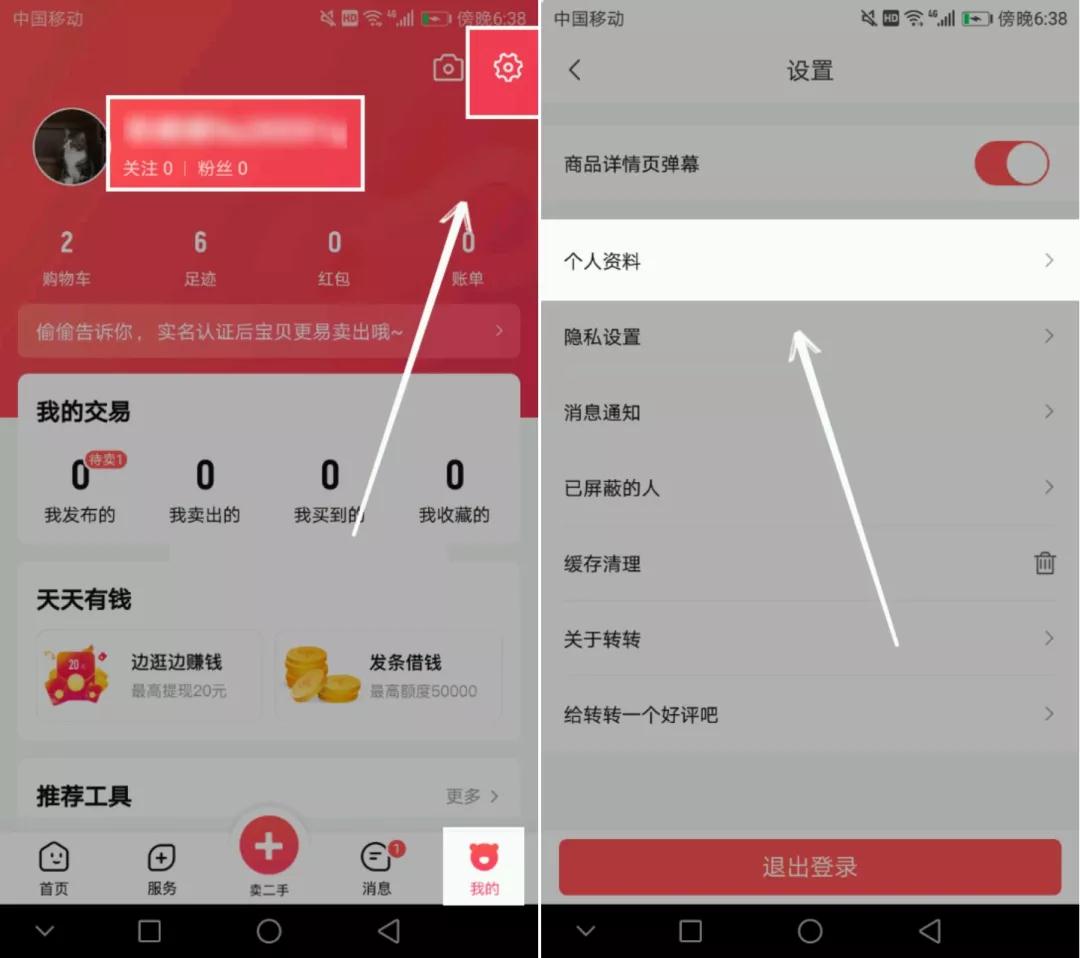 中国移动
HD 4G 傍晚6:38
关注 0 | 粉丝 0
2 6 0 0
购物车 足迹 红包 账单
偷偷告诉你，实名认证后宝贝更易卖出哦~
我的交易
0 待卖1 0 0 0
我发布的 我卖出的 我买到的 我收藏的
天天有钱
20
边逛边赚钱
最高提现20元
发条借钱
最高额度50000
推荐工具
更多
1
首页 服务 卖二手 消息 我的
中国移动
HD 4G 傍晚6:38
设置
商品详情页弹幕
个人资料
隐私设置
消息通知
已屏蔽的人
缓存清理
关于转转
给转转一个好评吧
退出登录